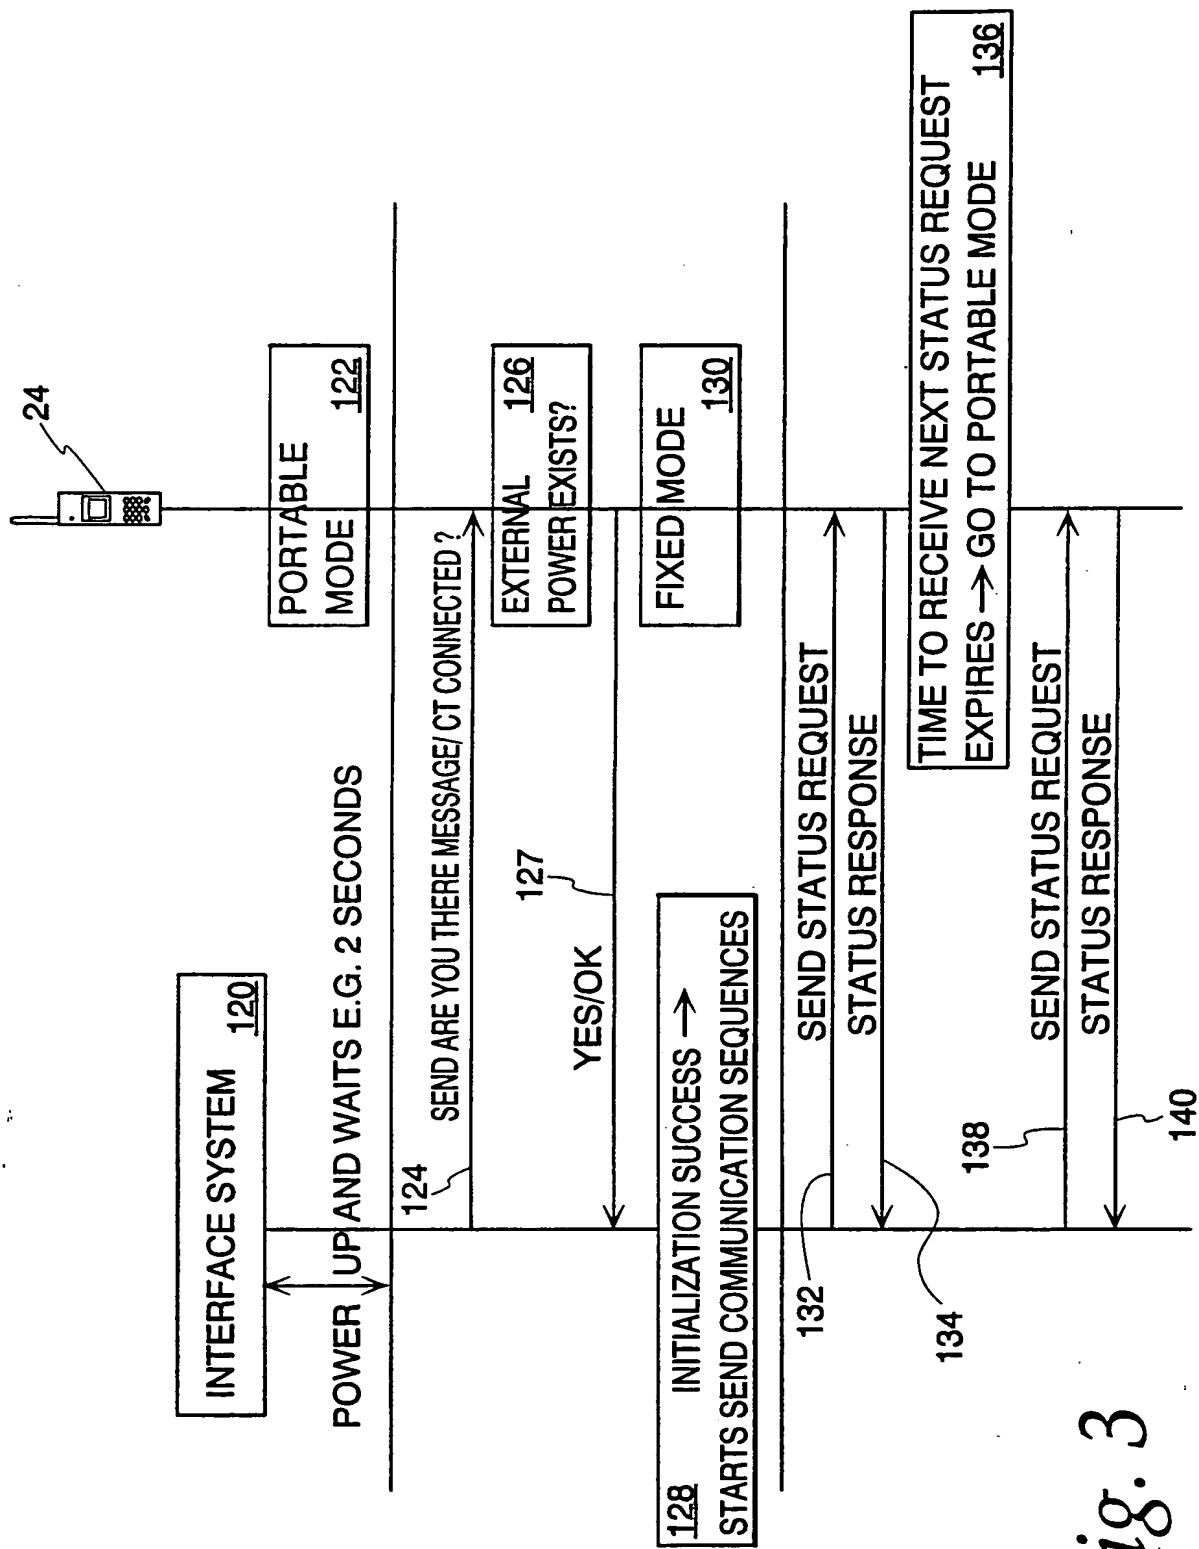 24
INTERFACE SYSTEM 120
PORTABLE
MODE 122
POWER UP AND WAITS E.G. 2 SECONDS
124
SEND ARE YOU THERE MESSAGE/ CT CONNECTED ?
EXTERNAL 126
POWER EXISTS?
YES/OK
127
128 INITIALIZATION SUCCESS →
STARTS SEND COMMUNICATION SEQUENCES
FIXED MODE
130
132
SEND STATUS REQUEST
STATUS RESPONSE
134
TIME TO RECEIVE NEXT STATUS REQUEST
EXPIRES → GO TO PORTABLE MODE 136
138
SEND STATUS REQUEST
STATUS RESPONSE
140
ig. 3